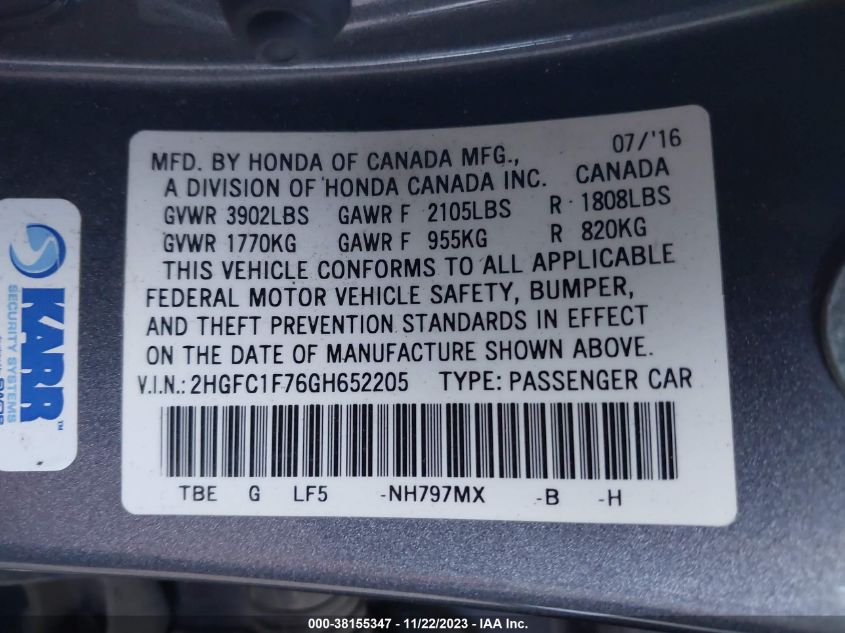 07/'16
MFD. BY HONDA OF CANADA MFG.,
A DIVISION OF HONDA CANADA INC. CANADA
GVWR 3902LBS GAWR F 2105LBS R 1808LBS
GVWR 1770KG GAWR F 955KG R 820KG
THIS VEHICLE CONFORMS TO ALL APPLICABLE
FEDERAL MOTOR VEHICLE SAFETY, BUMPER,
AND THEFT PREVENTION STANDARDS IN EFFECT
ON THE DATE OF MANUFACTURE SHOWN ABOVE.
V.I.N.: 2HGFC1F76GH652205 TYPE: PASSENGER CAR
TBE G LF5 -NH797MX -B -H
KARR™
SECURITY SYSTEMS
000-38155347 - 11/22/2023 - IAA Inc.